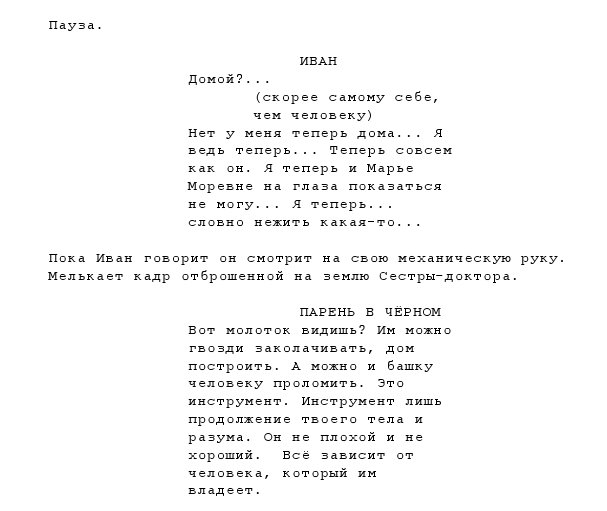 Пауза.
ИВАН
Домой?...
(скорее самому себе,
чем человеку)
Нет у меня теперь дома... Я
ведь теперь... Теперь совсем
как он. Я теперь и Марье
Моревне на глаза показаться
не могу... Я теперь...
словно нежить какая-то...
Пока Иван говорит он смотрит на свою механическую руку.
Мелькает кадр отброшенной на землю Сестры-доктора.
ПАРЕНЬ В ЧЁРНОМ
Вот молоток видишь? Им можно
гвозди заколачивать, дом
построить. А можно и башку
человеку проломить. Это
инструмент. Инструмент лишь
продолжение твоего тела и
разума. Он не плохой и не
хороший.  Всё зависит от
человека, который им
владеет.